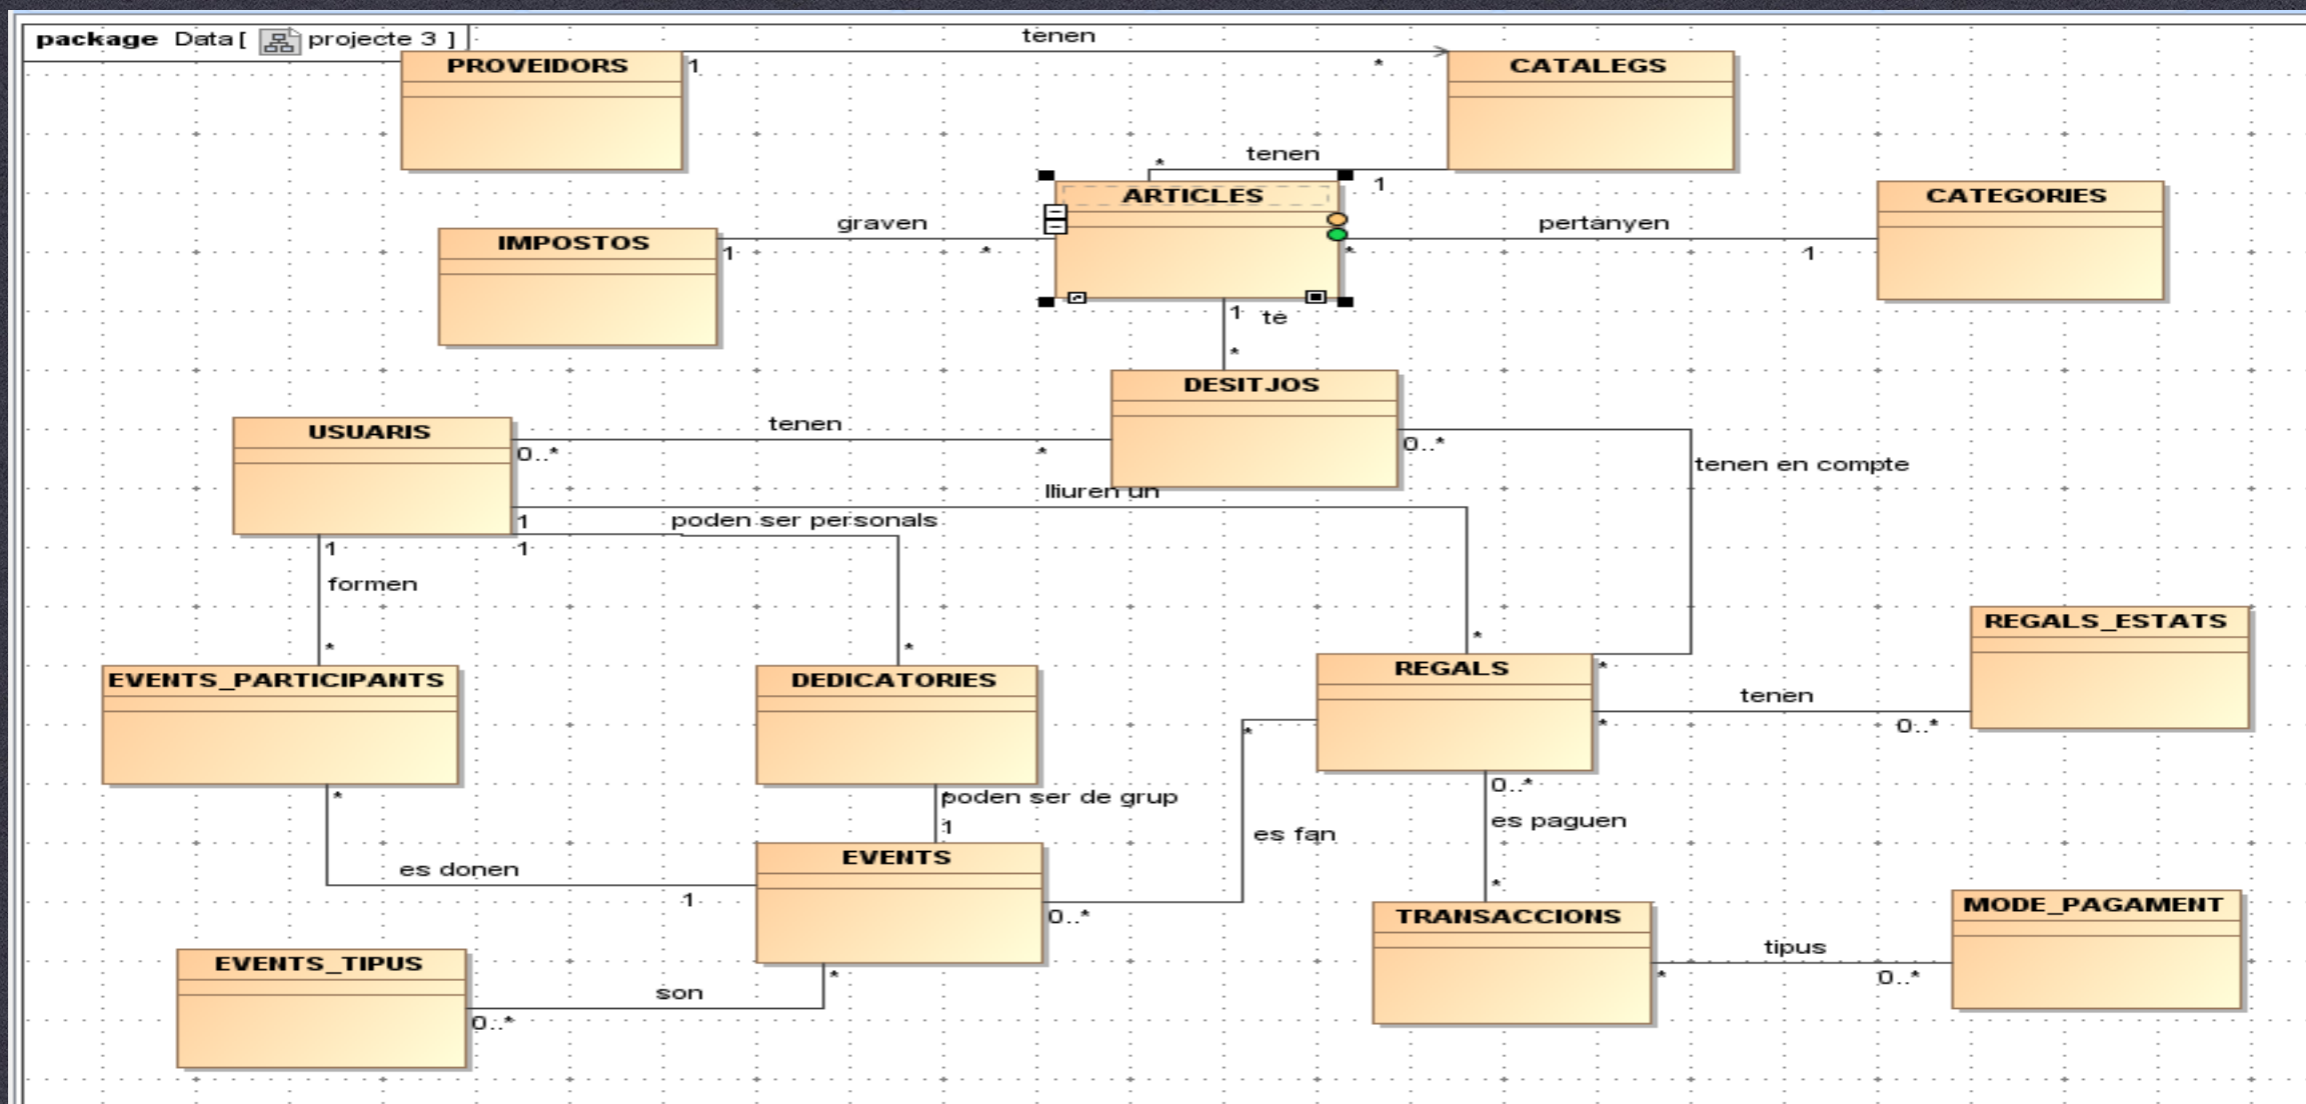 package Data[ projecte 3 ]
tenen
PROVEIDORS
1
*
CATALEGS
tenen
*
1
ARTICLES
CATEGORIES
graven
pertanyen
IMPOSTOS
1
*
*
1
1
te
*
DESITJOS
tenen
USUARIS
0..*
*
0..*
tenen en compte
lliuren un
1
poden ser personals
1
1
formen
*
*
*
REGALS_ESTATS
*
REGALS
EVENTS_PARTICIPANTS
DEDICATORIES
tenen
*
0..*
*
*
*
poden ser de grup
0..*
1
es fan
es paguen
EVENTS
es donen
1
*
0..*
TRANSACCIONS
MODE_PAGAMENT
tipus
EVENTS_TIPUS
*
*
0..*
son
0..*